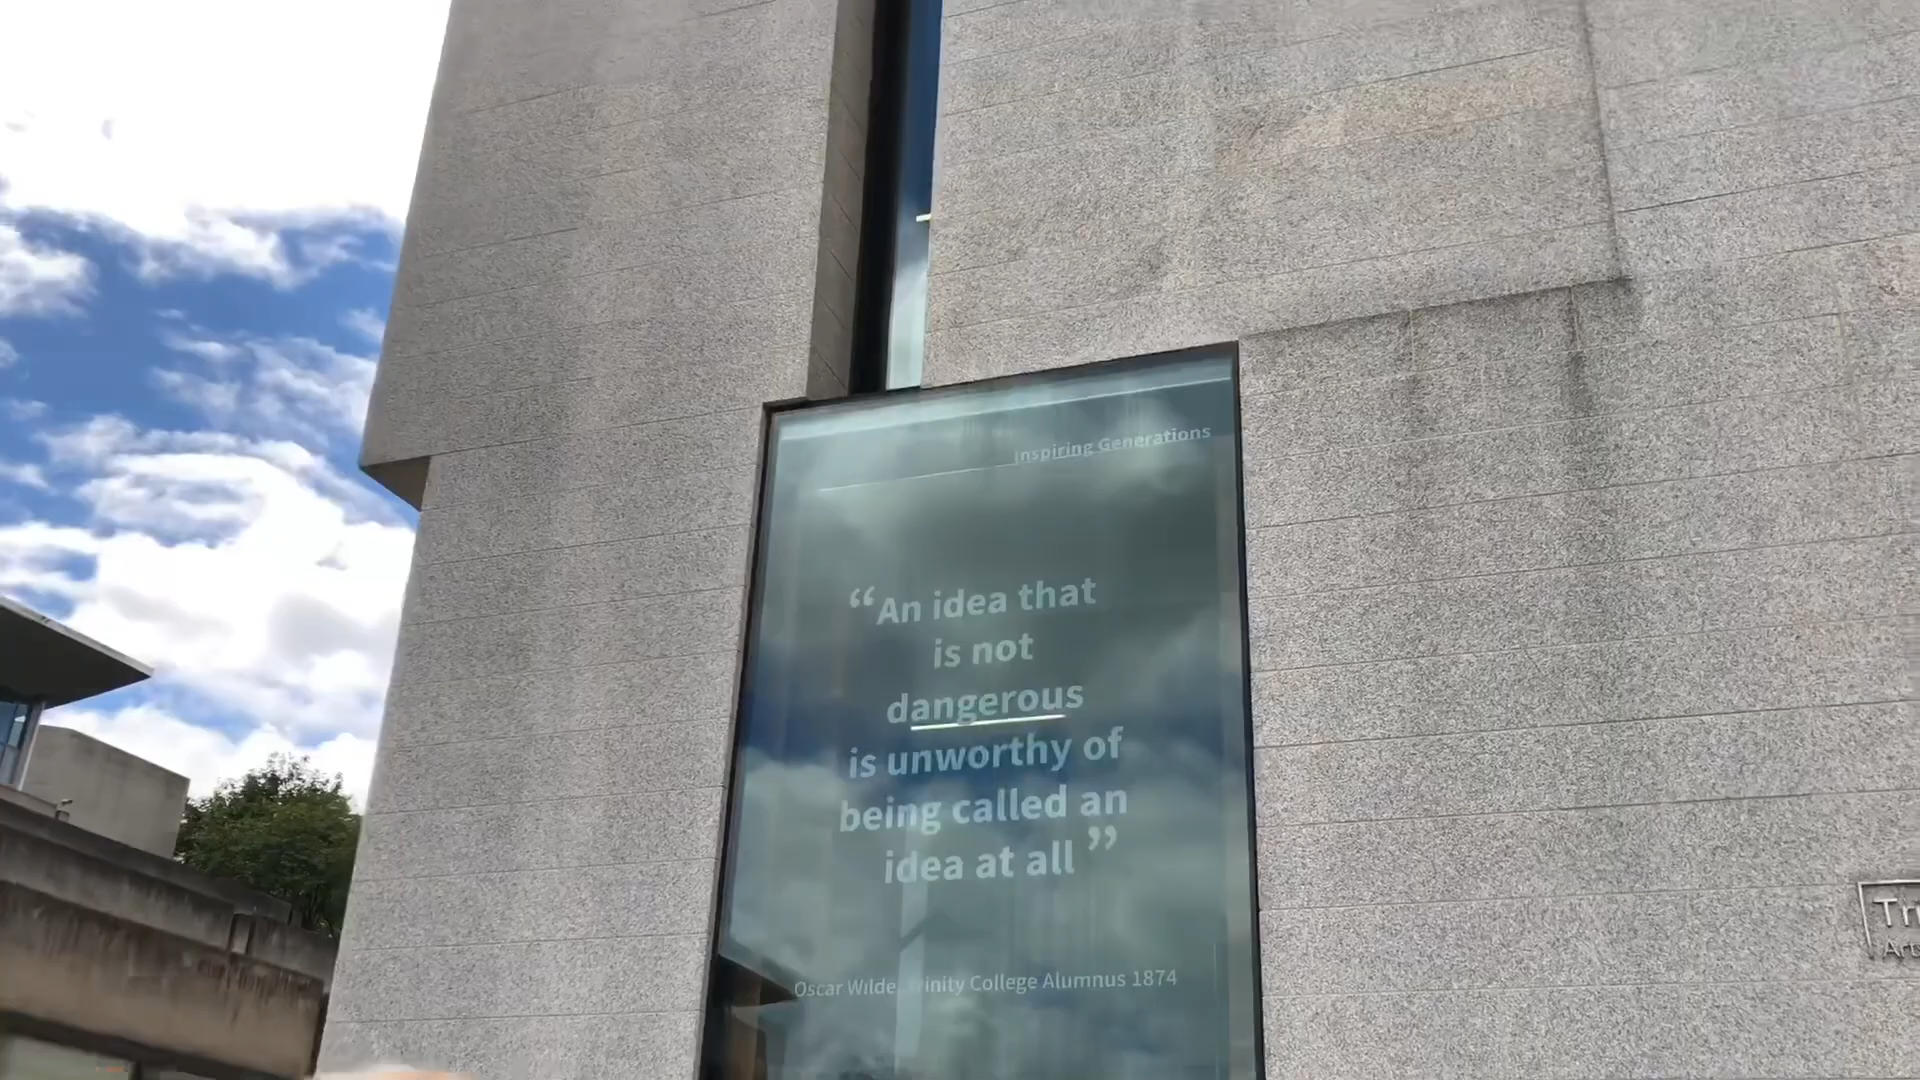 Inspiring Generations
“An idea that
is not
dangerous
is unworthy of
being called an
idea at all”
Oscar Wilde, Trinity College Alumnus 1874